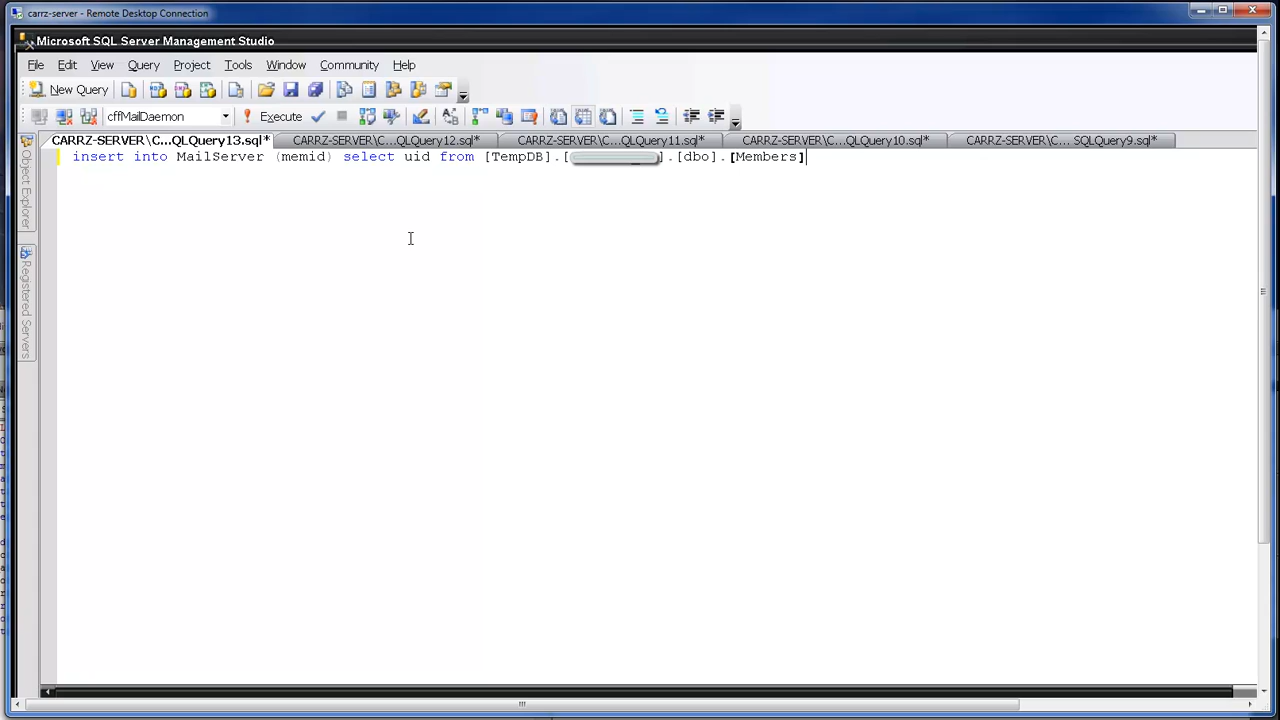 carrz-server - Remote Desktop Connection
Microsoft SQL Server Management Studio
File Edit View Query Project Tools Window Community Help
New Query
cffMailDaemon Execute
CARRZ-SERVER\C...QLQuery13.sql* CARRZ-SERVER\C...QLQuery12.sql* CARRZ-SERVER\C...QLQuery11.sql* CARRZ-SERVER\C...QLQuery10.sql* CARRZ-SERVER\C... SQLQuery9.sql*
insert into MailServer (memid) select uid from [TempDB].[ ].[dbo].[Members]
Object Explorer
Registered Servers